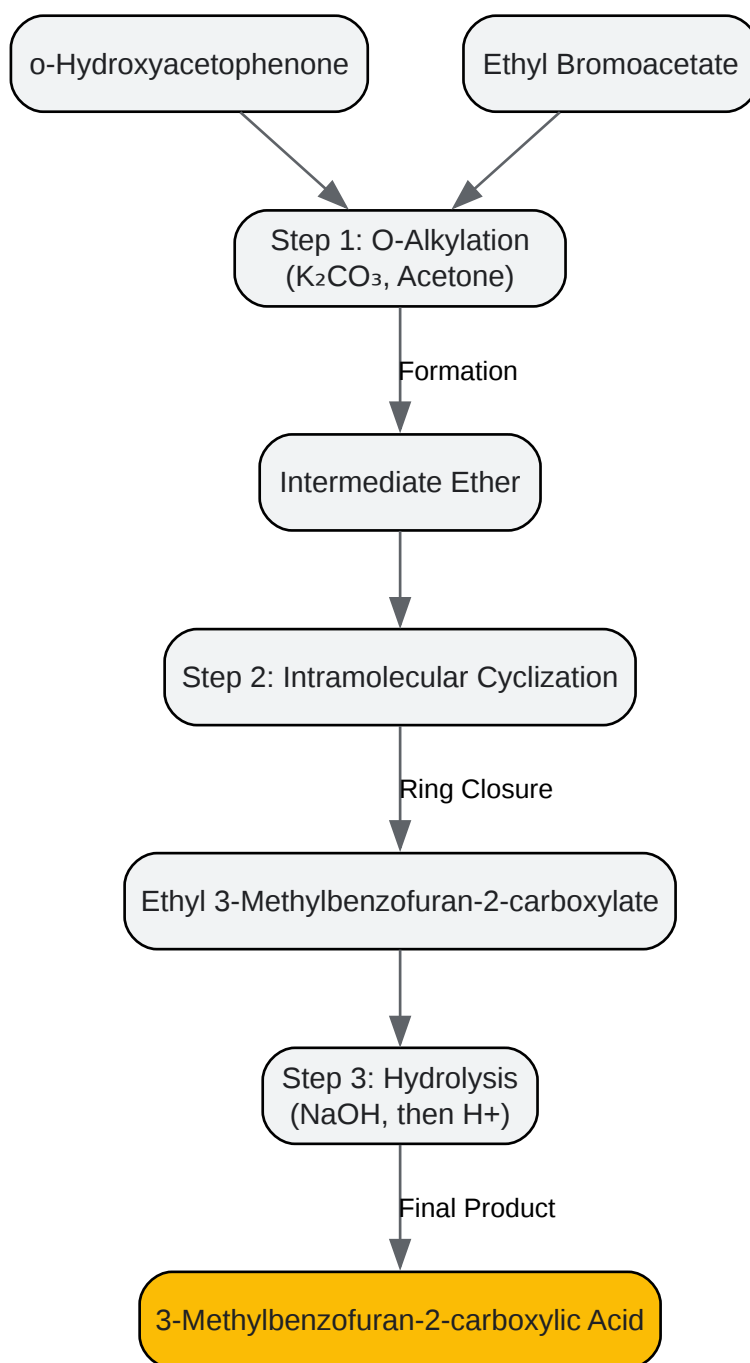 o-Hydroxyacetophenone
Ethyl Bromoacetate
Step 1: O-Alkylation
(K₂CO₃, Acetone)
Formation
Intermediate Ether
Step 2: Intramolecular Cyclization
Ring Closure
Ethyl 3-Methylbenzofuran-2-carboxylate
Step 3: Hydrolysis
(NaOH, then H+)
Final Product
3-Methylbenzofuran-2-carboxylic Acid